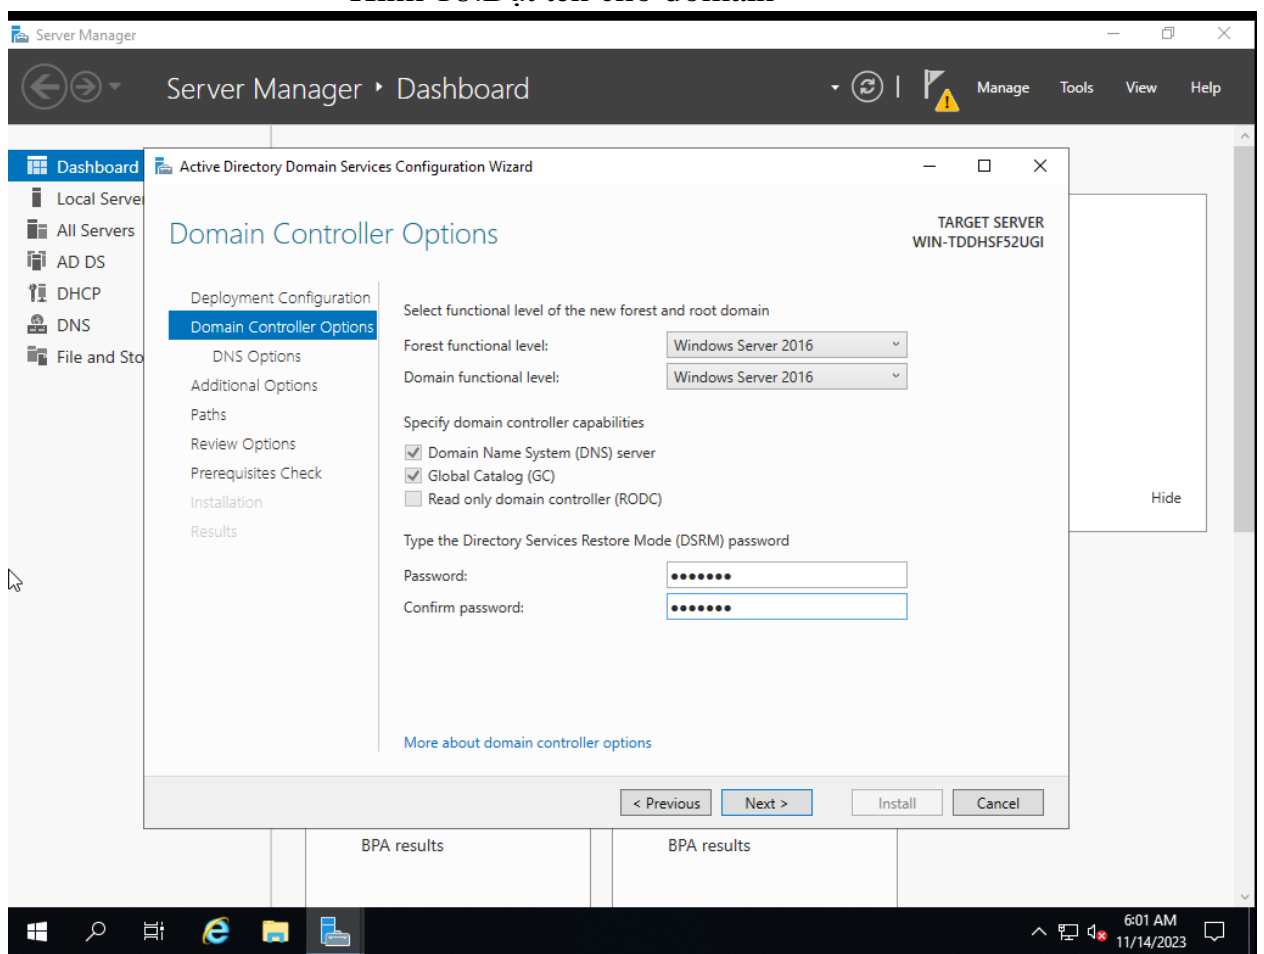 Hình 18:Đặt tên cho domain
Server Manager
Server Manager
Dashboard
Manage
Tools
View
Help
Dashboard
Local Server
All Servers
AD DS
DHCP
DNS
File and Sto
Active Directory Domain Services Configuration Wizard
Domain Controller Options
TARGET SERVER
WIN-TDDHSF52UGI
Deployment Configuration
Domain Controller Options
DNS Options
Additional Options
Paths
Review Options
Prerequisites Check
Installation
Results
Select functional level of the new forest and root domain
Forest functional level:
Windows Server 2016
Domain functional level:
Windows Server 2016
Specify domain controller capabilities
Domain Name System (DNS) server
Global Catalog (GC)
Read only domain controller (RODC)
Type the Directory Services Restore Mode (DSRM) password
Password:
•••••••
Confirm password:
•••••••
More about domain controller options
< Previous
Next >
Install
Cancel
Hide
BPA results
BPA results
6:01 AM
11/14/2023